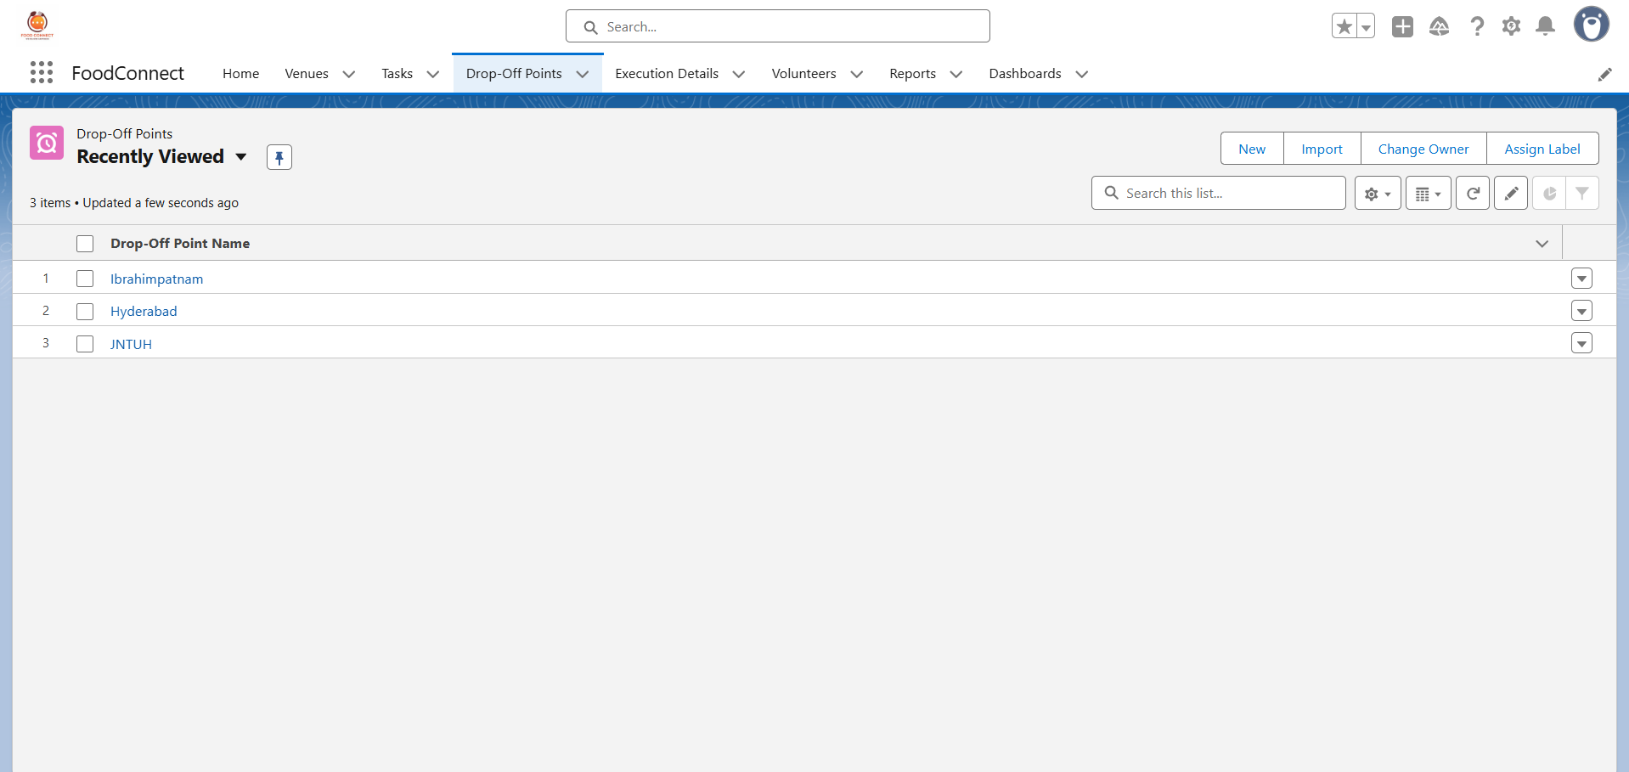 FOOD CONNECT
Search...
FoodConnect
Home
Venues
Tasks
Drop-Off Points
Execution Details
Volunteers
Reports
Dashboards
Drop-Off Points
Recently Viewed
New
Import
Change Owner
Assign Label
3 items • Updated a few seconds ago
Search this list...
Drop-Off Point Name
1 Ibrahimpatnam
2 Hyderabad
3 JNTUH